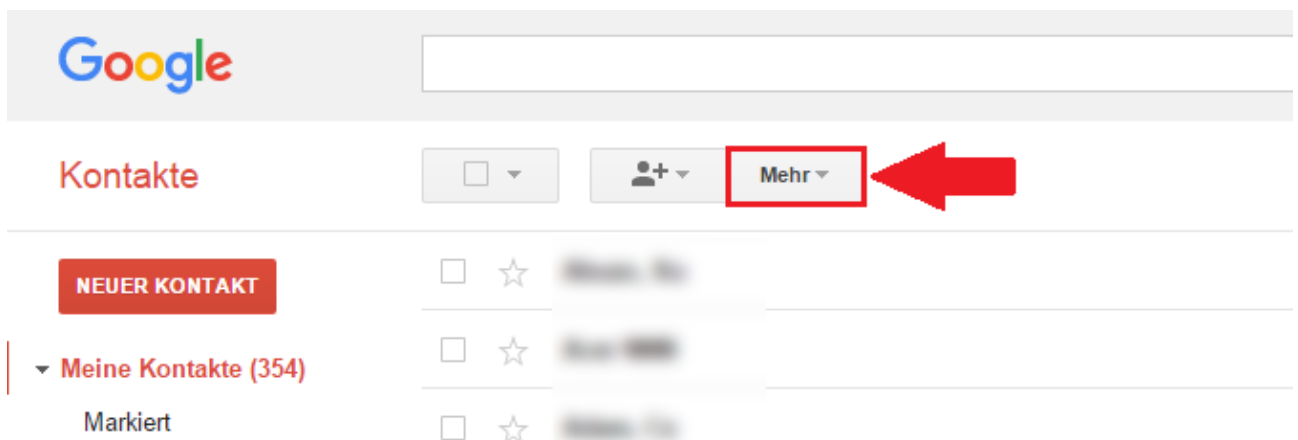 Google
Kontakte
Mehr
NEUER KONTAKT
Meine Kontakte (354)
Markiert